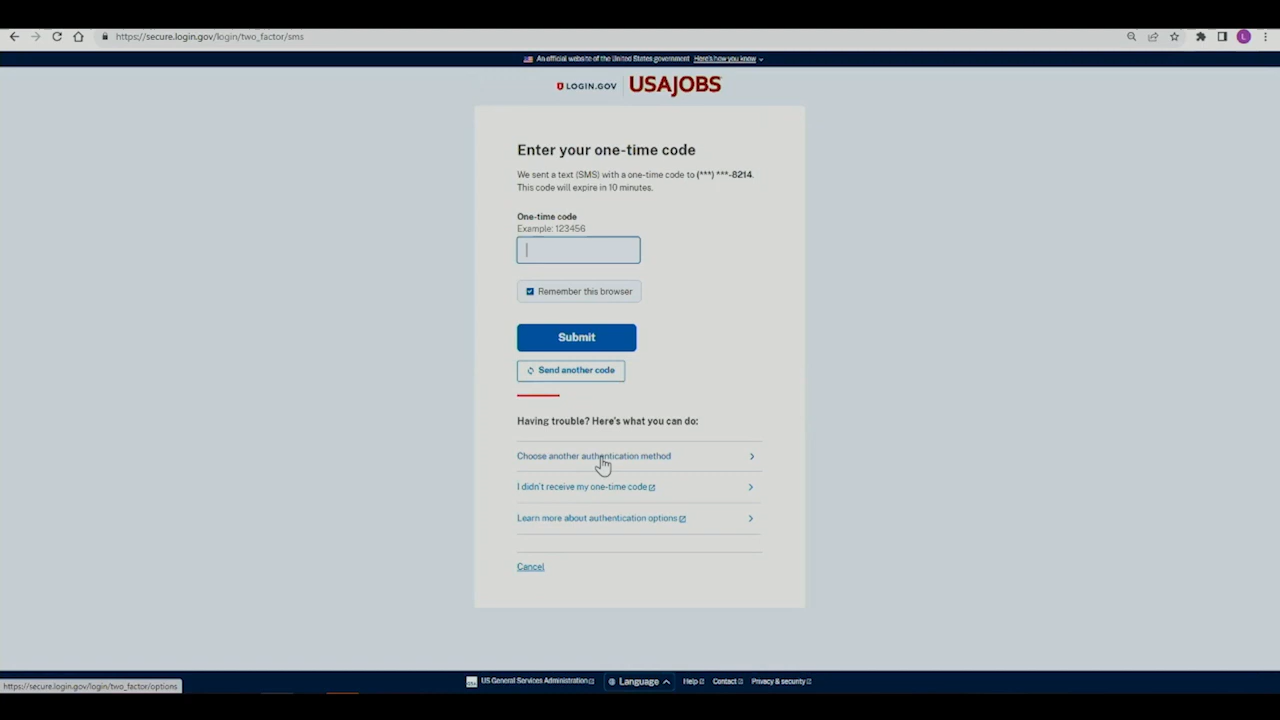 https://secure.login.gov/login/two_factor/sms
L
An official website of the United States government Here's how you know
LOGIN.GOV USAJOBS
Enter your one-time code
We sent a text (SMS) with a one-time code to (***) ***-8214.
This code will expire in 10 minutes.
One-time code
Example: 123456
Remember this browser
Submit
Send another code
Having trouble? Here's what you can do:
Choose another authentication method
I didn't receive my one-time code
Learn more about authentication options
Cancel
GSA US General Services Administration Language Help Contact Privacy & security
https://secure.login.gov/login/two_factor/options